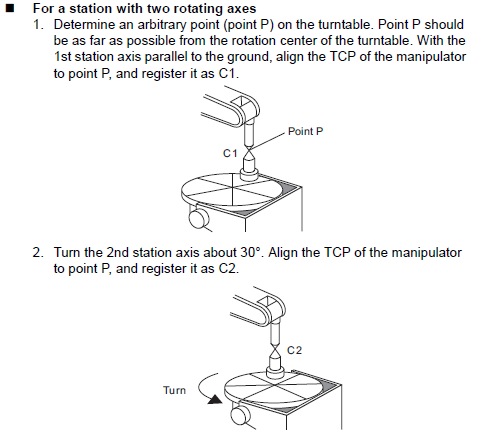 ■ For a station with two rotating axes
1. Determine an arbitrary point (point P) on the turntable. Point P should
be as far as possible from the rotation center of the turntable. With the
1st station axis parallel to the ground, align the TCP of the manipulator
to point P, and register it as C1.
Point P
C1
2. Turn the 2nd station axis about 30°. Align the TCP of the manipulator
to point P, and register it as C2.
C2
Turn